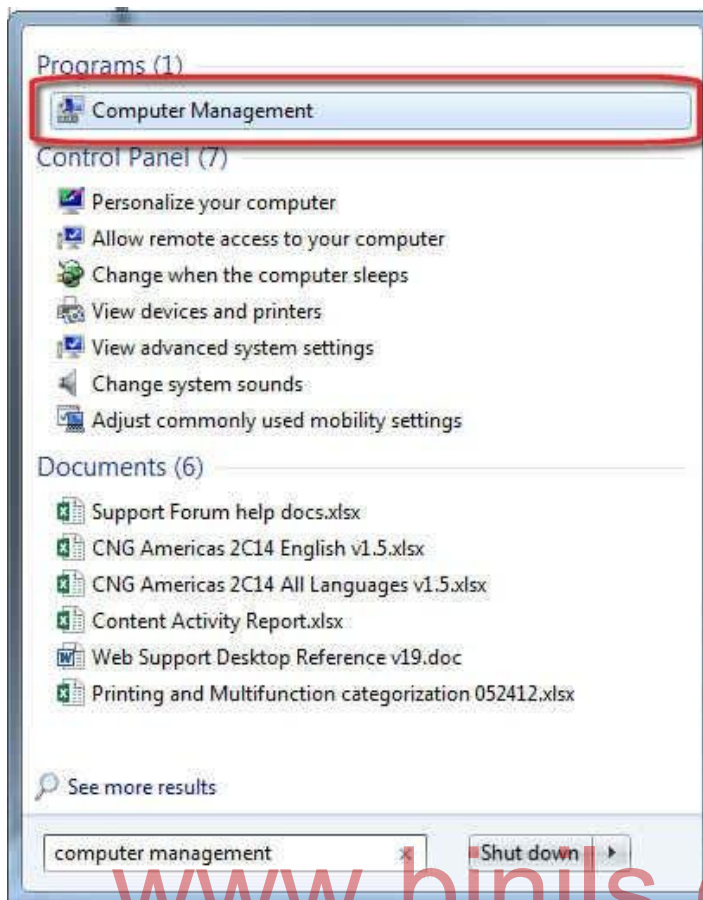 Programs (1)
Computer Management
Control Panel (7)
Personalize your computer
Allow remote access to your computer
Change when the computer sleeps
View devices and printers
View advanced system settings
Change system sounds
Adjust commonly used mobility settings
Documents (6)
Support Forum help docs.xlsx
CNG Americas 2C14 English v1.5.xlsx
CNG Americas 2C14 All Languages v1.5.xlsx
Content Activity Report.xlsx
Web Support Desktop Reference v19.doc
Printing and Multifunction categorization 052412.xlsx
See more results
computer management
Shut down
www.binils.